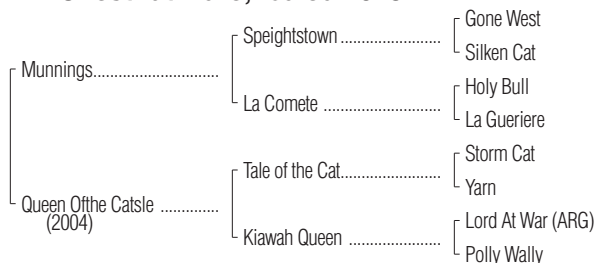 Gone West
Speightstown
Silken Cat
Munnings
Holy Bull
La Comete
La Gueriere
Storm Cat
Tale of the Cat
Yarn
Queen Ofthe Catsle
(2004)
Lord At War (ARG)
Kiawah Queen
Polly Wally